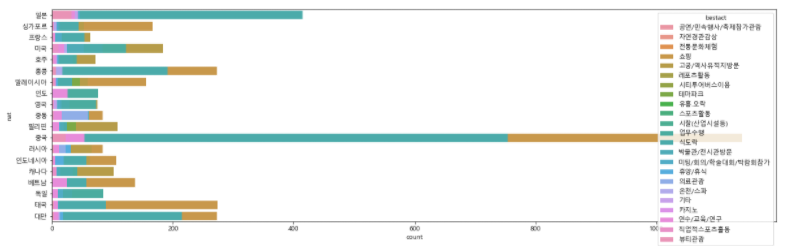 일본
싱가포르
프랑스
미국
호주
홍콩
말레이시아
인도
영국
중동
필리핀
중국
러시아
인도네시아
캐나다
베트남
독일
태국
대만
nat
0
200
400
600
800
count
bestact
공연/민속행사/축제참가관람
자연경관감상
전통문화체험
쇼핑
고궁/역사유적지방문
레포츠활동
시티투어버스이용
테마파크
유흥,오락
스포츠활동
시찰(산업시설등)
업무수행
식도락
박물관/전시관방문
미팅/회의/학술대회/박람회참가
휴양/휴식
의료관광
온천/스파
기타
카지노
연수/교육/연구
직업적스포츠활동
뷰티관광